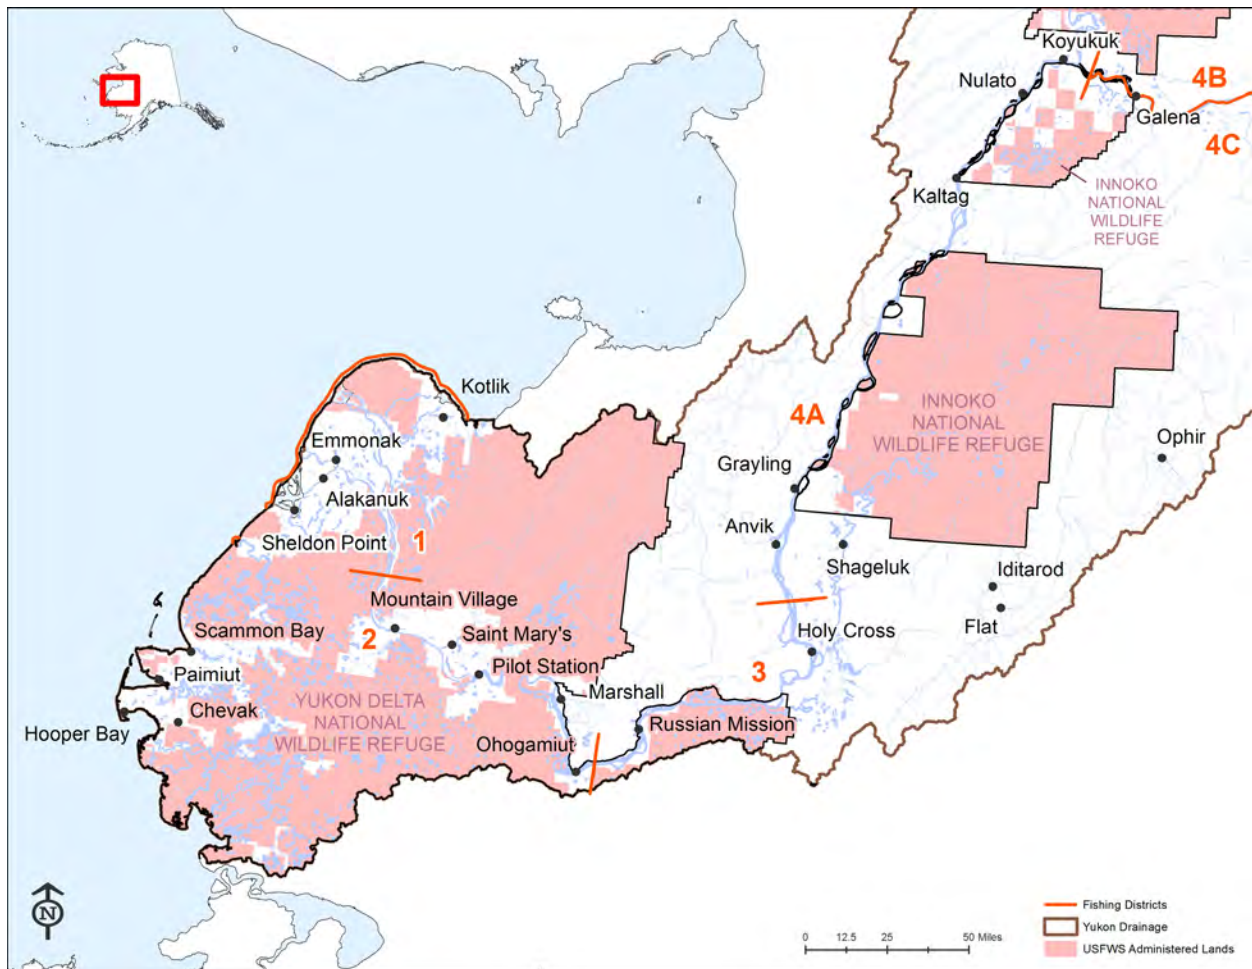 Koyukuk
Nulato
4B
Galena
4C
Kaltag
INNOKO
NATIONAL
WILDLIFE
REFUGE
Kotlik
4A
INNOKO
NATIONAL
WILDLIFE REFUGE
Ophir
Emmonak
Grayling
Alakanuk
Anvik
Sheldon Point
1
Shageluk
Iditarod
Mountain Village
Flat
Scammon Bay
2
Saint Mary's
Holy Cross
Pilot Station
3
Paimiut
Marshall
YUKON DELTA
NATIONAL
WILDLIFE REFUGE
Chevak
Hooper Bay
Russian Mission
Ohogamiut
N
Fishing Districts
Yukon Drainage
USFWS Administered Lands
0 12.5 25 50 Miles